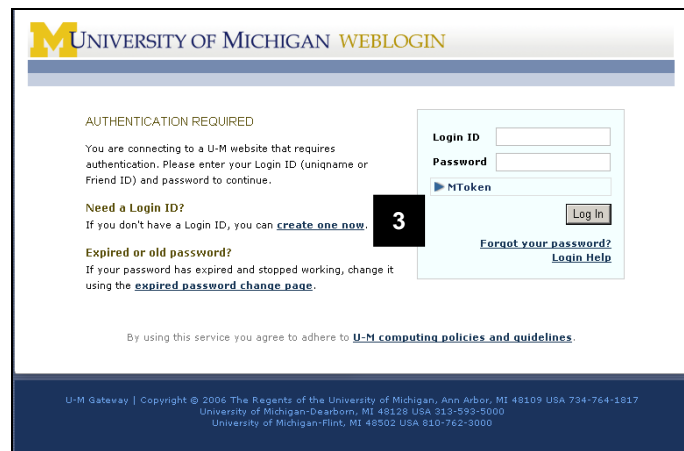 M UNIVERSITY OF MICHIGAN WEBLOGIN
AUTHENTICATION REQUIRED
You are connecting to a U-M website that requires
authentication. Please enter your Login ID (uniqname or
Friend ID) and password to continue.
Need a Login ID?
If you don't have a Login ID, you can create one now.
Expired or old password?
If your password has expired and stopped working, change it
using the expired password change page.
3
Login ID
Password
MToken
Log In
Forgot your password?
Login Help
By using this service you agree to adhere to U-M computing policies and guidelines.
U-M Gateway | Copyright © 2006 The Regents of the University of Michigan, Ann Arbor, MI 48109 USA 734-764-1817
University of Michigan-Dearborn, MI 48128 USA 313-593-5000
University of Michigan-Flint, MI 48502 USA 810-762-3000